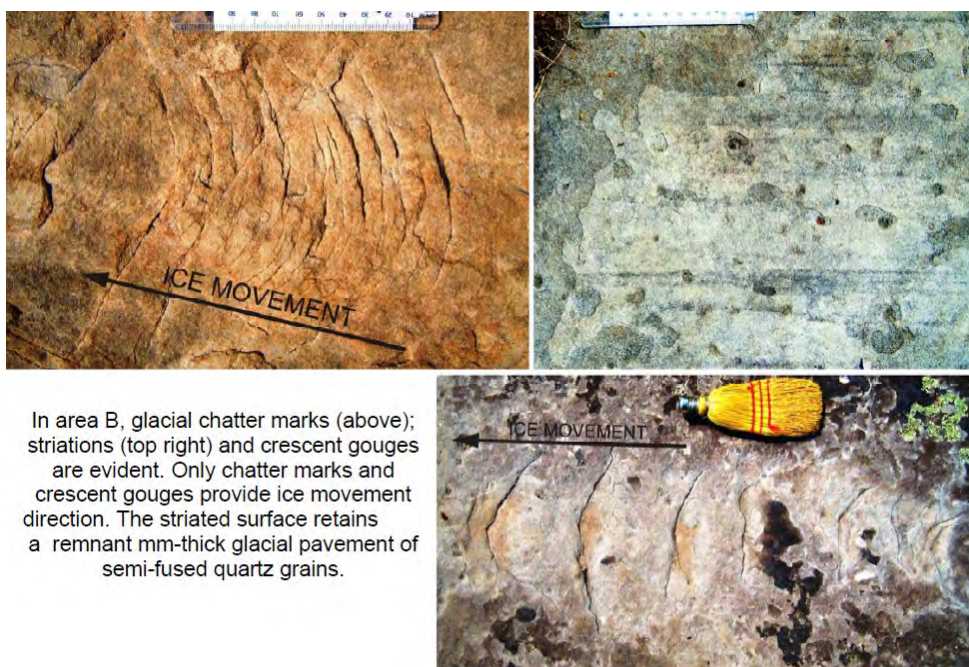 ICE MOVEMENT
ICE MOVEMENT
In area B, glacial chatter marks (above);
striations (top right) and crescent gouges
are evident. Only chatter marks and
crescent gouges provide ice movement
direction. The striated surface retains
a remnant mm-thick glacial pavement of
semi-fused quartz grains.